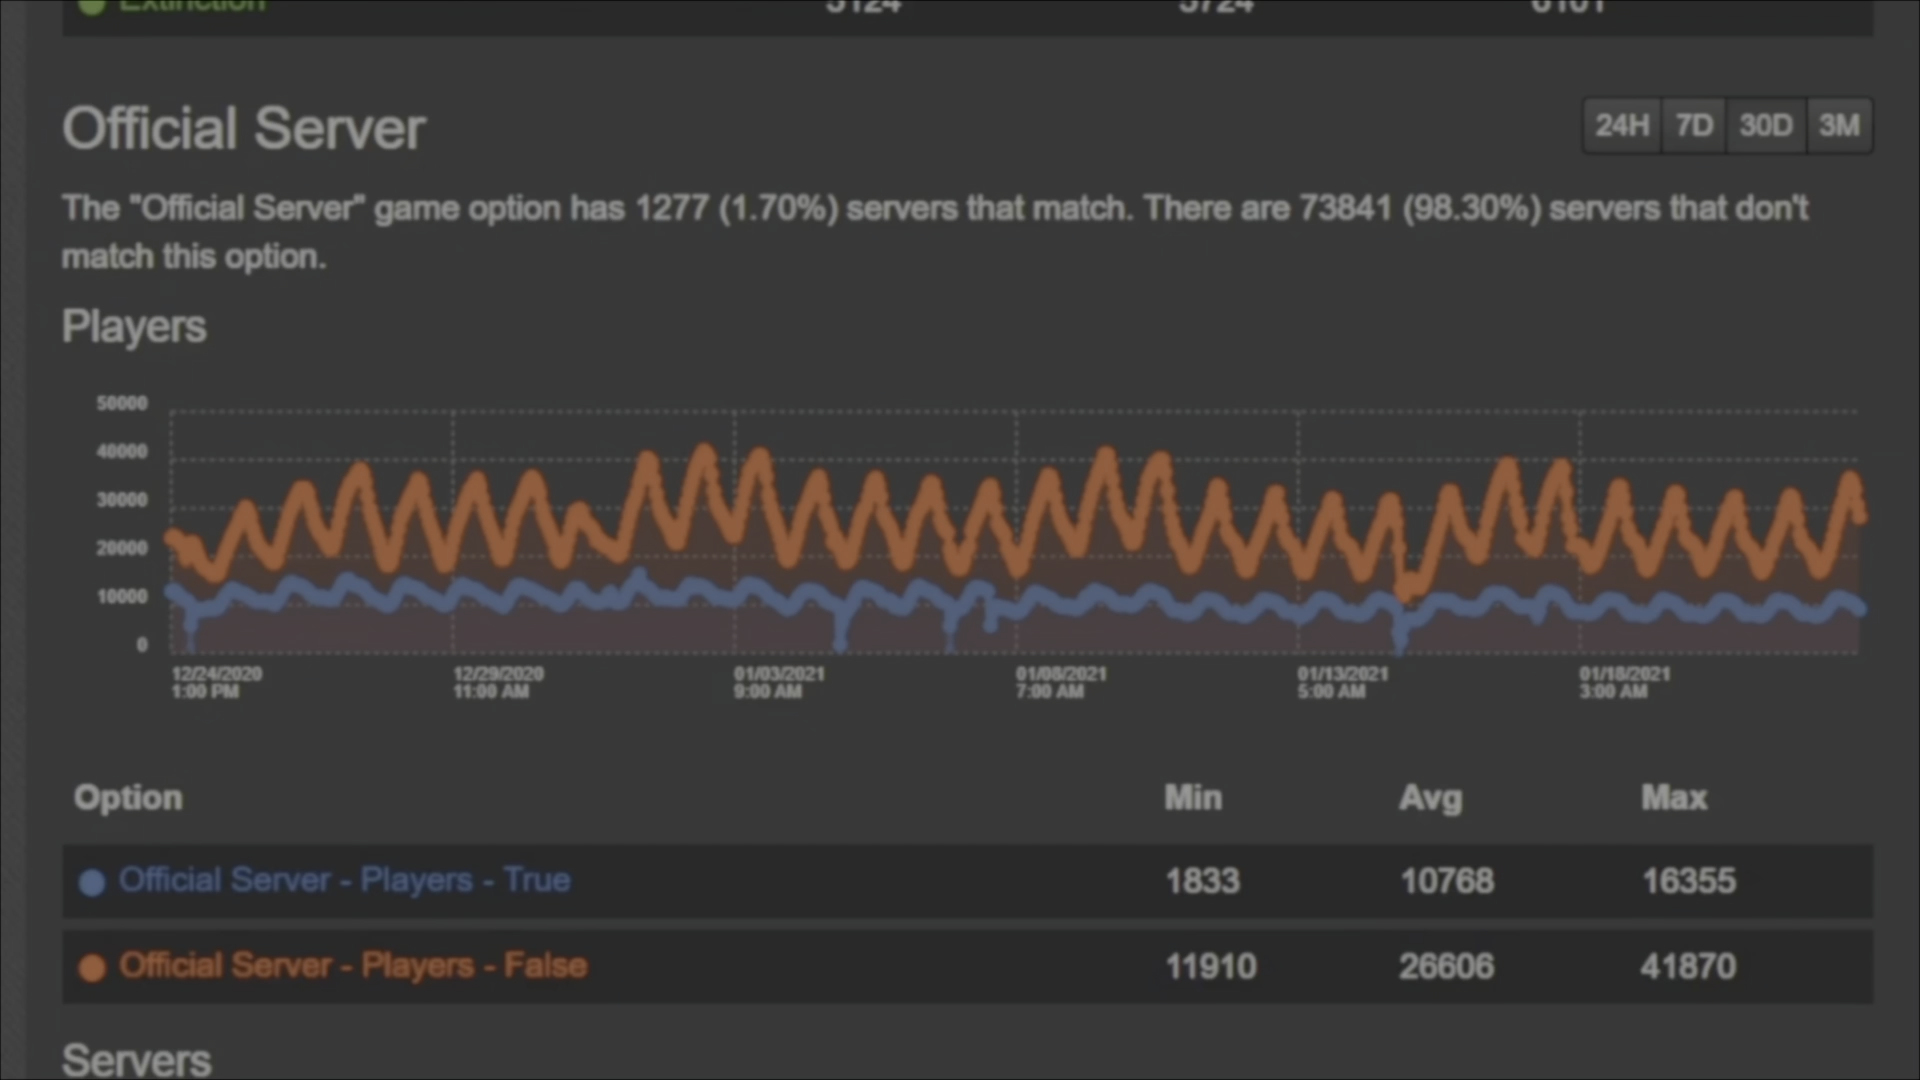 Extinction 5124 5724 6101
Official Server
24H 7D 30D 3M
The "Official Server" game option has 1277 (1.70%) servers that match. There are 73841 (98.30%) servers that don't
match this option.
Players
50000
40000
30000
20000
10000
0
12/24/2020 12/29/2020 01/03/2021 01/08/2021 01/13/2021 01/18/2021
1:00 PM 11:00 AM 9:00 AM 7:00 AM 5:00 AM 3:00 AM
Option Min Avg Max
Official Server - Players - True 1833 10768 16355
Official Server - Players - False 11910 26606 41870
Servers